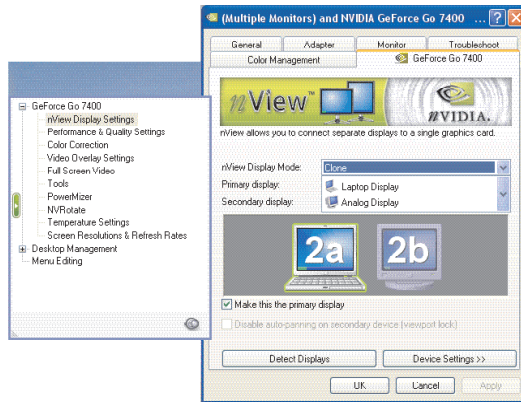 (Multiple Monitors) and NVIDIA GeForce Go 7400 ...
General Adapter Monitor Troubleshoot
Color Management GeForce Go 7400
nView™
nVIDIA.
nView allows you to connect separate displays to a single graphics card.
GeForce Go 7400
nView Display Settings
Performance & Quality Settings
Color Correction
Video Overlay Settings
Full Screen Video
Tools
PowerMizer
NVRotate
Temperature Settings
Screen Resolutions & Refresh Rates
Desktop Management
Menu Editing
nView Display Mode: Clone
Primary display: Laptop Display
Secondary display: Analog Display
2a 2b
Make this the primary display
Disable auto-panning on secondary device (viewport lock)
Detect Displays Device Settings >>
OK Cancel Apply